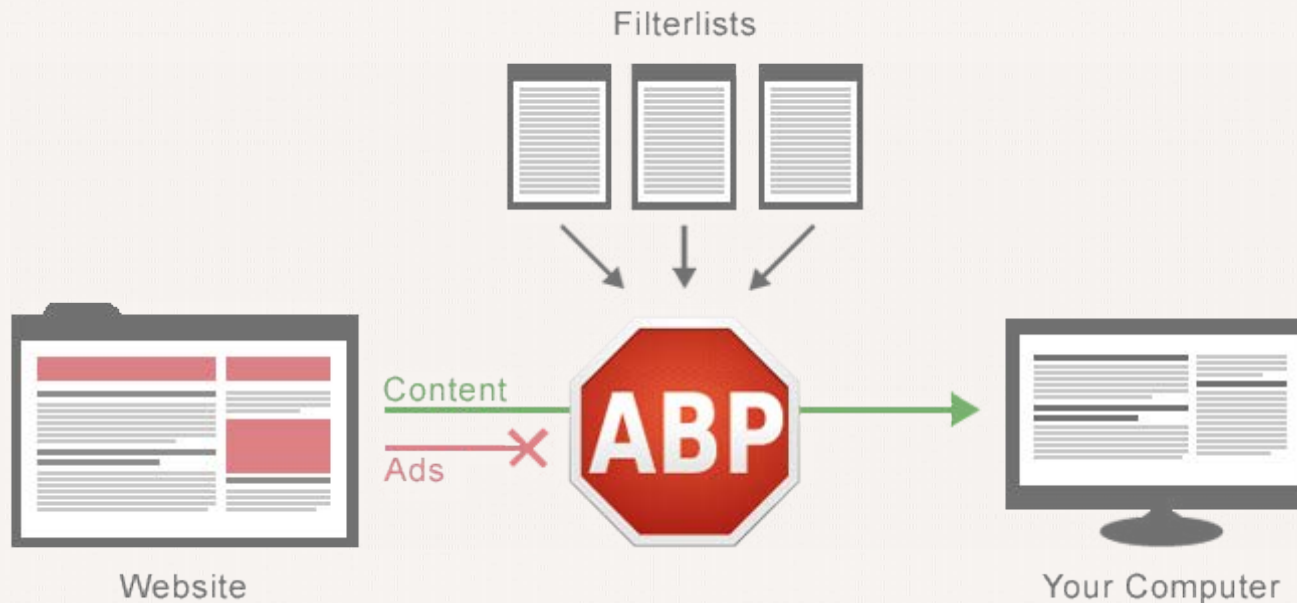 Filterlists
Content
ABP
Ads
Website
Your Computer